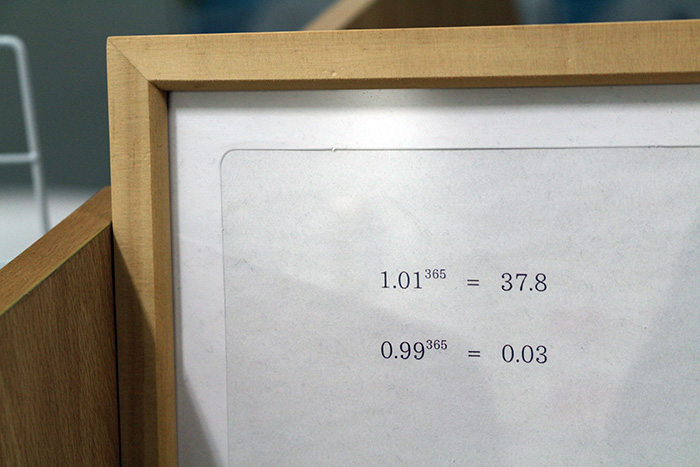 1.01³⁶⁵ = 37.8
0.99³⁶⁵ = 0.03